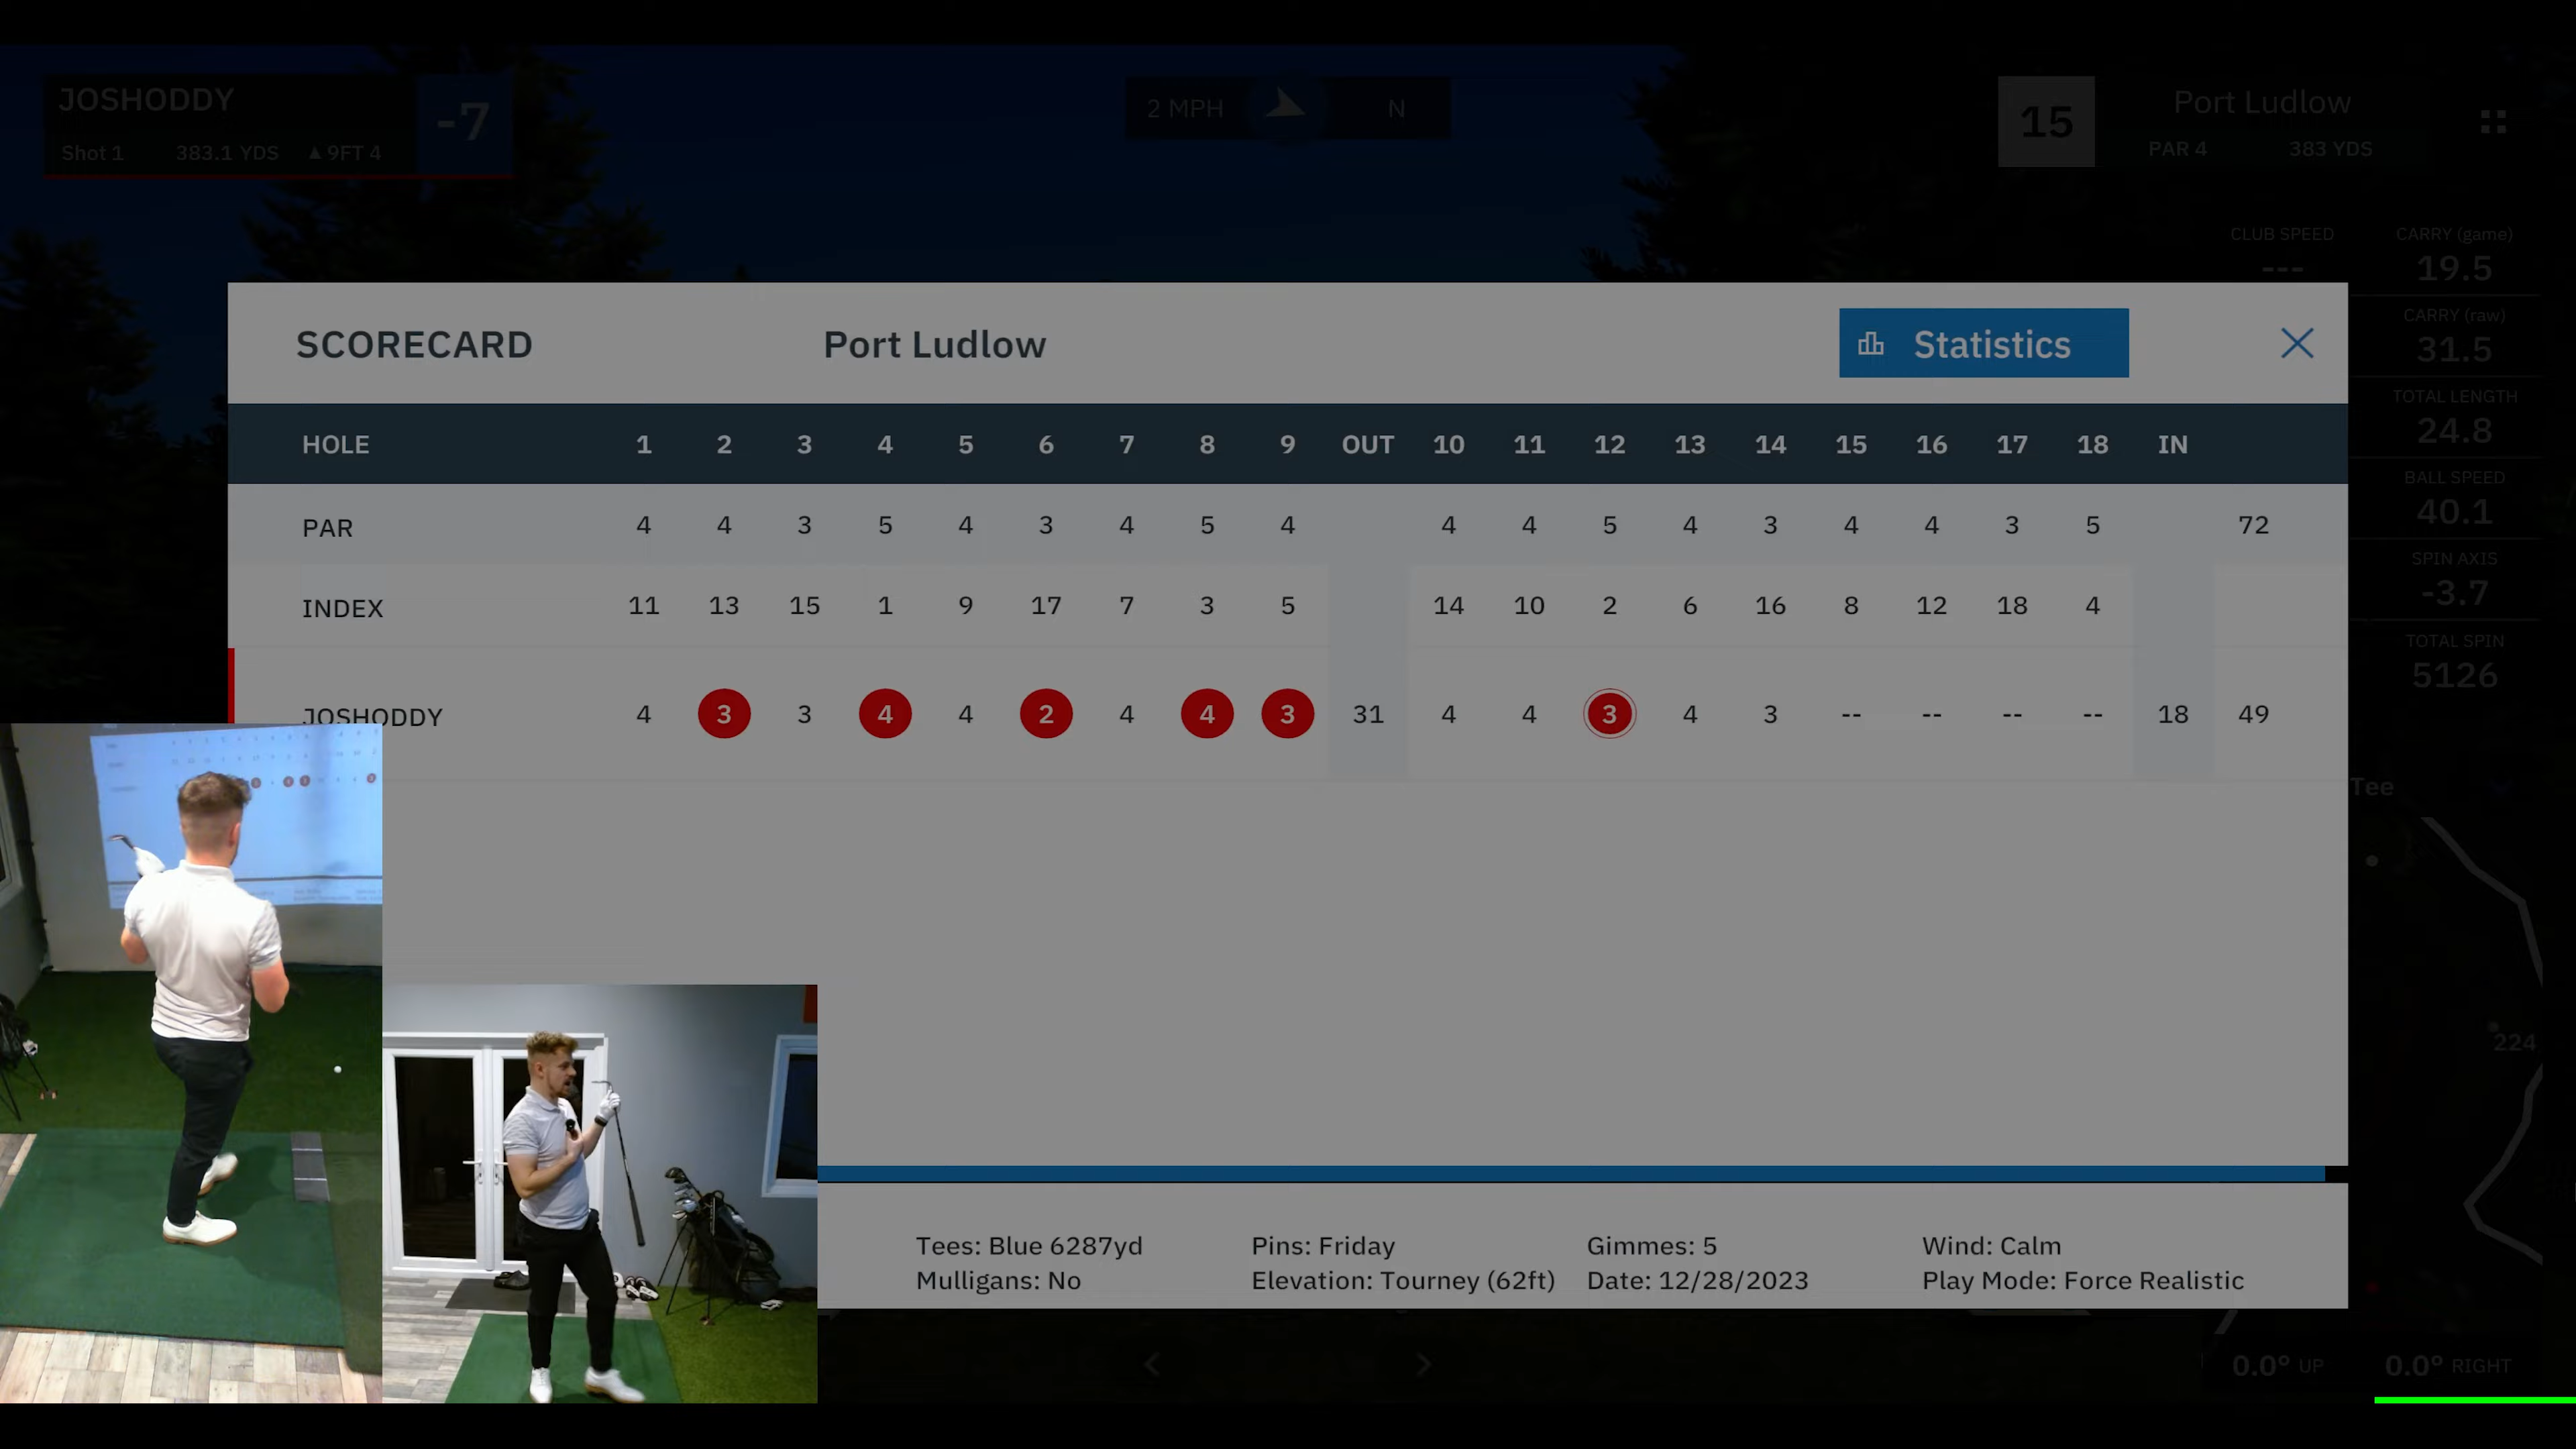 JOSHODDY
-7
Shot 1 383.1 YDS ▲9FT 4
2 MPH N
15
Port Ludlow
PAR 4 383 YDS
CLUB SPEED CARRY (game)
--- 19.5
CARRY (raw)
31.5
TOTAL LENGTH
24.8
BALL SPEED
40.1
SPIN AXIS
-3.7
TOTAL SPIN
5126
SCORECARD Port Ludlow Statistics
HOLE 1 2 3 4 5 6 7 8 9 OUT 10 11 12 13 14 15 16 17 18 IN
PAR 4 4 3 5 4 3 4 5 4 4 4 5 4 3 4 4 3 5 72
INDEX 11 13 15 1 9 17 7 3 5 14 10 2 6 16 8 12 18 4
JOSHODDY 4 3 3 4 4 2 4 4 3 31 4 4 3 4 3 -- -- -- -- 18 49
Tee
224
Tees: Blue 6287yd Pins: Friday Gimmes: 5 Wind: Calm
Mulligans: No Elevation: Tourney (62ft) Date: 12/28/2023 Play Mode: Force Realistic
0.0° UP 0.0° RIGHT